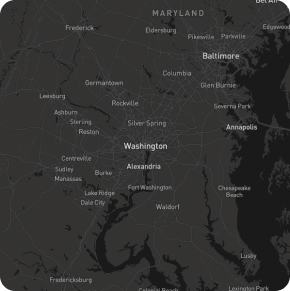 Bel Air
MARYLAND
Frederick
Eldersburg
Pikesville
Parkville
Edgewood
Baltimore
Columbia
Germantown
Glen Burnie
Leesburg
Rockville
Severna Park
Ashburn
Sterling
Silver Spring
Annapolis
Reston
Washington
Centreville
Alexandria
Sudley
Burke
Manassas
Fort Washington
Chesapeake
Beach
Lake Ridge
Dale City
Waldorf
Lusby
Fredericksburg
Colonial Beach
Lexington Park